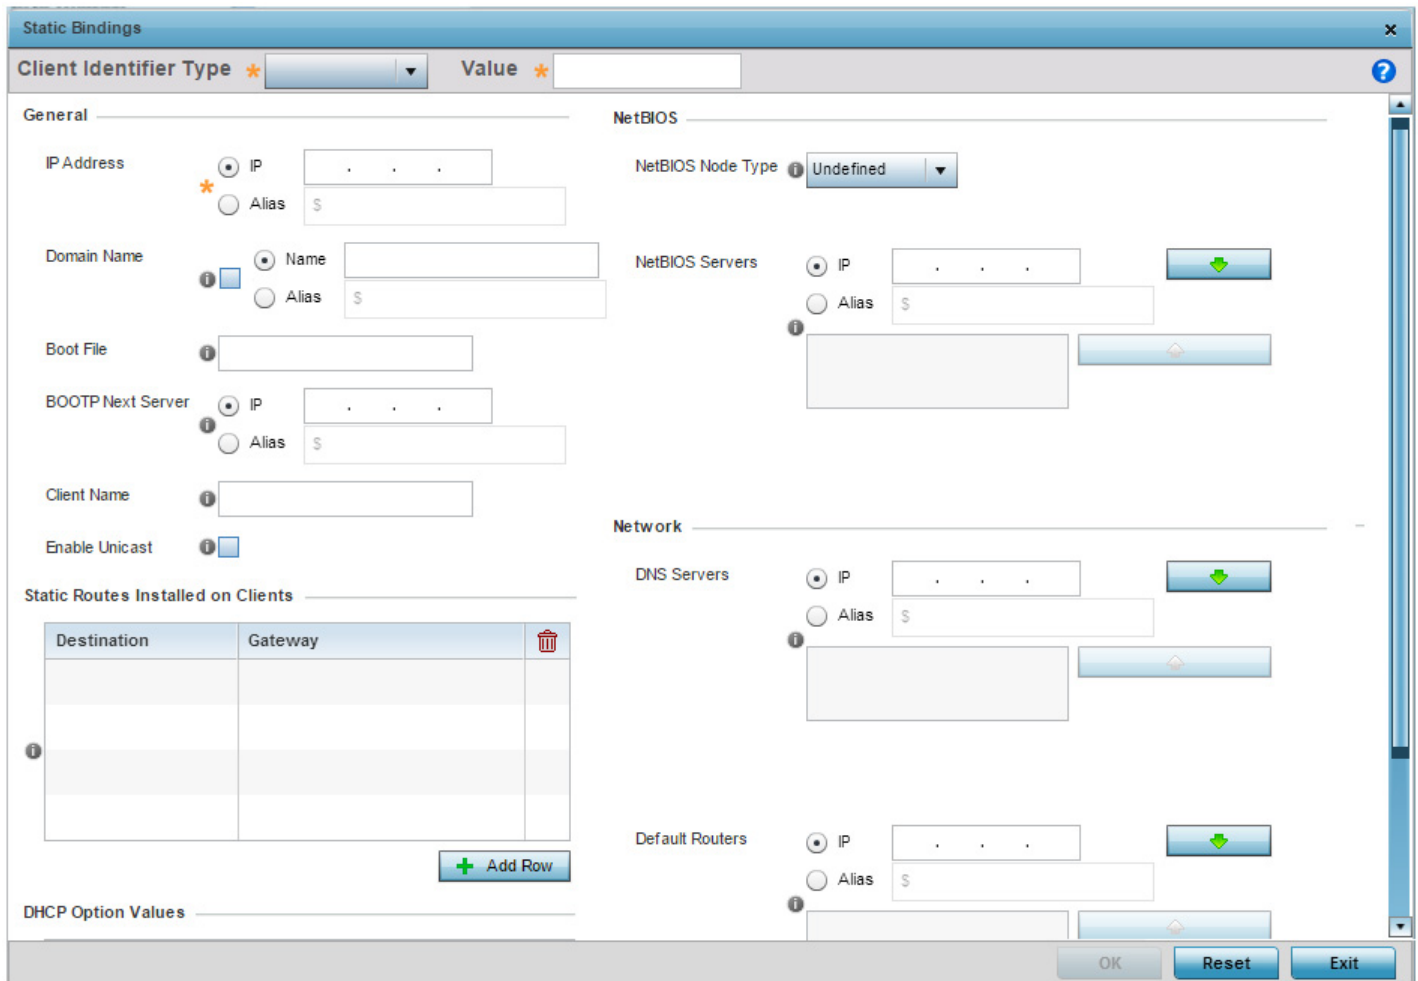 Static Bindings
Client Identifier Type * Value *
General
IP Address
IP
. . .
*
Alias
$
Domain Name
Name
Alias
$
Boot File
BOOTP Next Server
IP
. . .
Alias
$
Client Name
Enable Unicast
Static Routes Installed on Clients
Destination Gateway
Add Row
DHCP Option Values
NetBIOS
NetBIOS Node Type
Undefined
NetBIOS Servers
IP
. . .
Alias
$
Network
DNS Servers
IP
. . .
Alias
$
Default Routers
IP
. . .
Alias
$
OK Reset Exit